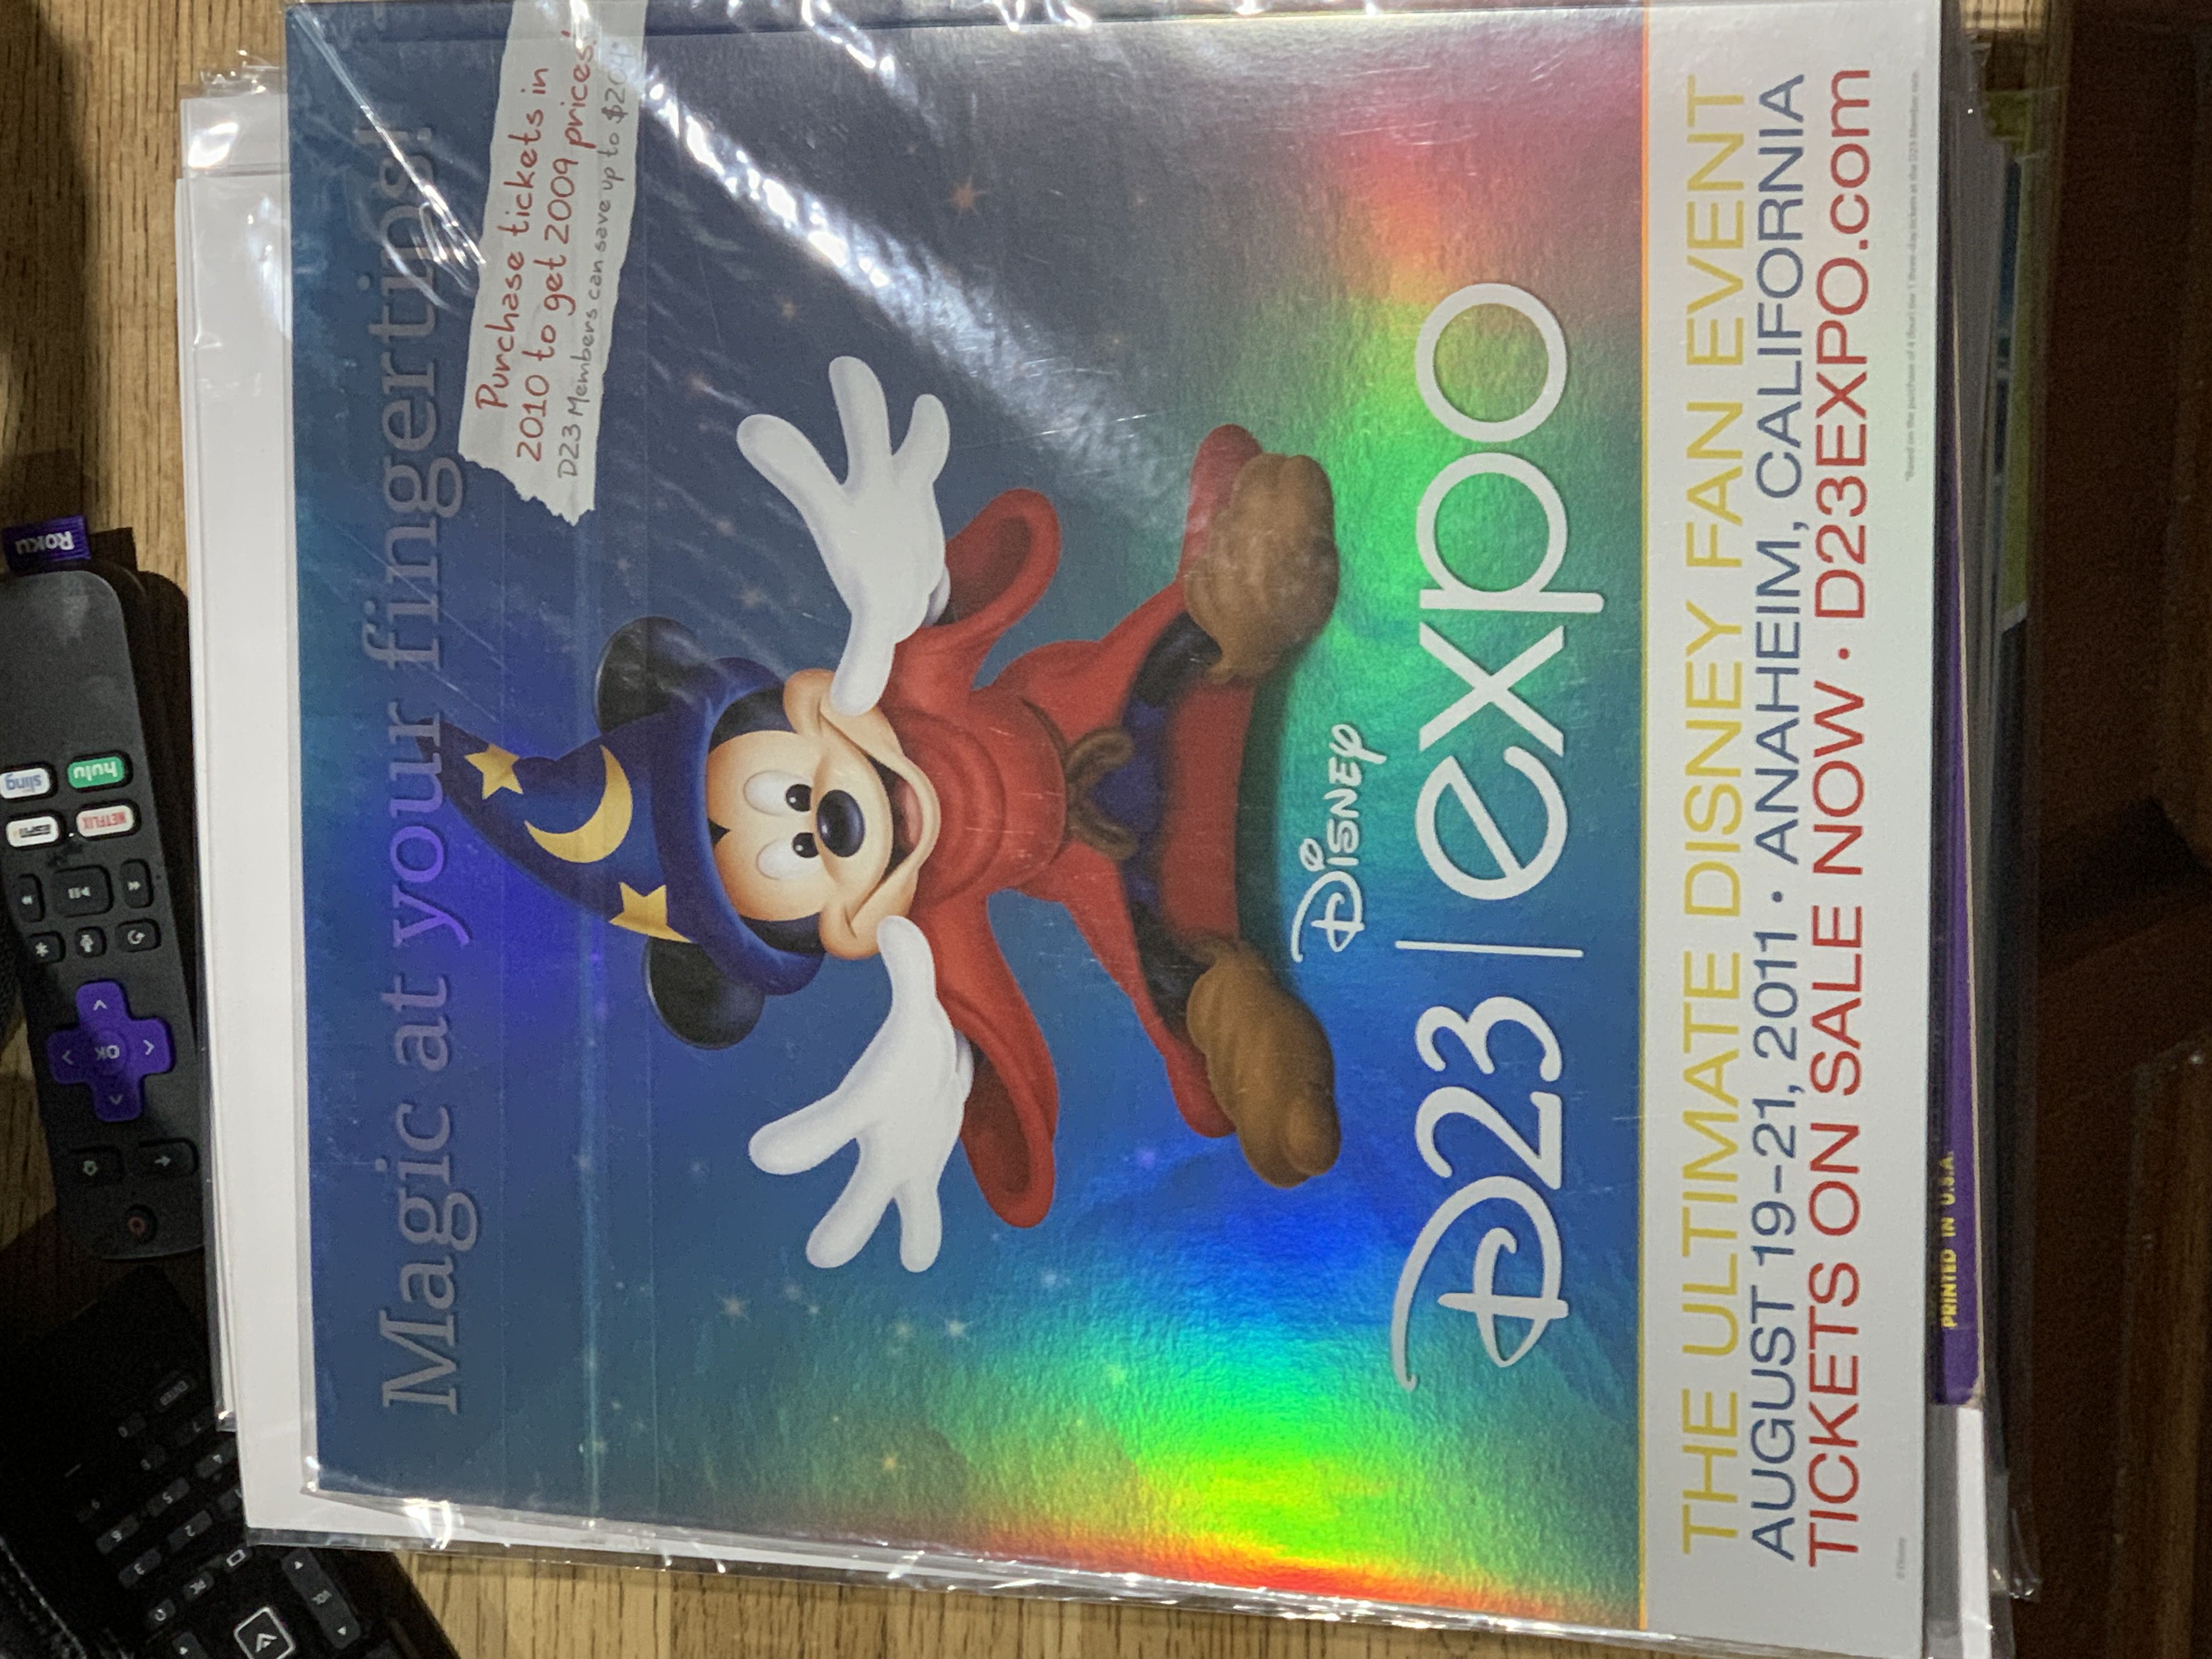 Magic at your fingertips!
Purchase tickets in
2010 to get 2009 prices!
D23 Members can save up to
Disney
D23 | expo
THE ULTIMATE DISNEY FAN EVENT
AUGUST 19–21, 2011 • ANAHEIM, CALIFORNIA
TICKETS ON SALE NOW • D23EXPO.com
© Disney
PRINTED IN U.S.A.
ROKU
sling
hulu
ESPN
NETFLIX
OK